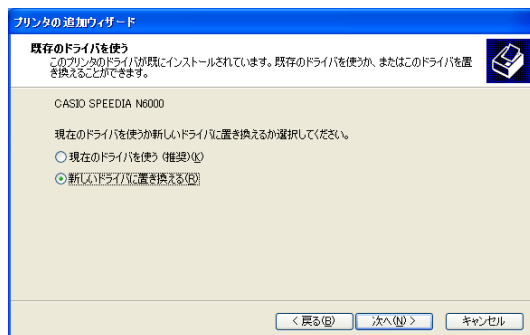 プリンタの追加ウィザード
既存のドライバを使う
このプリンタのドライバが既にインストールされています。既存のドライバを使うか、またはこのドライバを置
き換えることができます。
CASIO SPEEDIA N6000
現在のドライバを使うか新しいドライバに置き換えるか選択してください。
現在のドライバを使う (推奨)(K)
新しいドライバに置き換える(R)
< 戻る(B) 次へ(N) > キャンセル